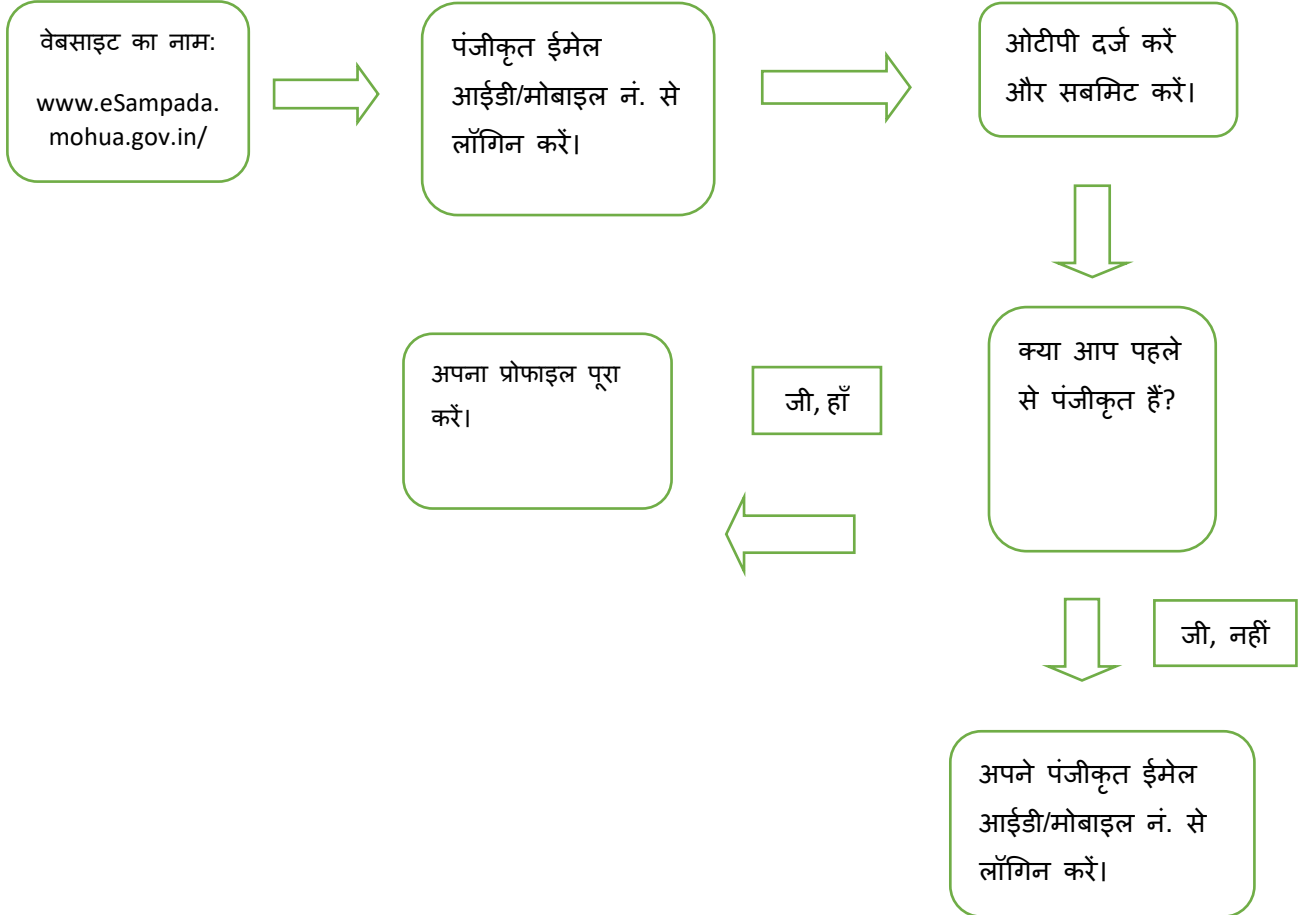 वेबसाइट का नाम:
www.eSampada.
mohua.gov.in/
पंजीकृत ईमेल
आईडी/मोबाइल नं. से
लॉगिन करें।
ओटीपी दर्ज करें
और सबमिट करें।
क्या आप पहले
से पंजीकृत हैं?
जी, हाँ
अपना प्रोफाइल पूरा
करें।
जी, नहीं
अपने पंजीकृत ईमेल
आईडी/मोबाइल नं. से
लॉगिन करें।